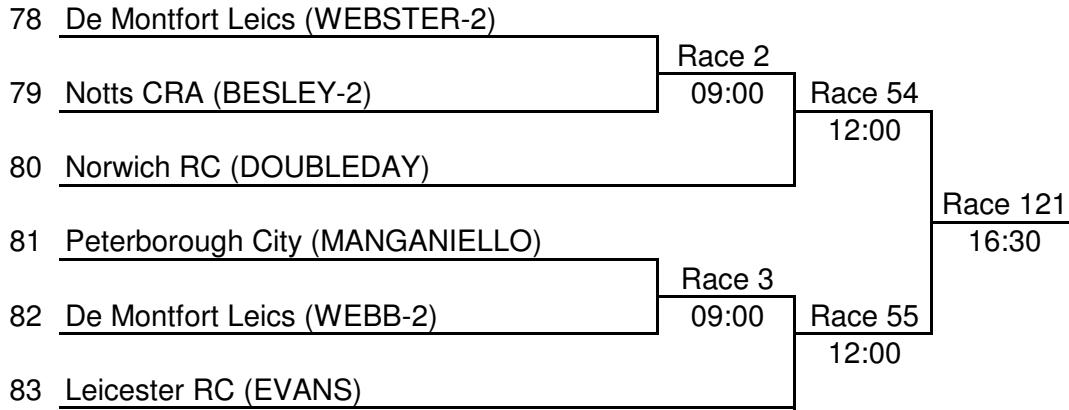 78 De Montfort Leics (WEBSTER-2)
Race 2
79 Notts CRA (BESLEY-2) 09:00 Race 54
12:00
80 Norwich RC (DOUBLEDAY)
Race 121
81 Peterborough City (MANGANIELLO) 16:30
Race 3
82 De Montfort Leics (WEBB-2) 09:00 Race 55
12:00
83 Leicester RC (EVANS)